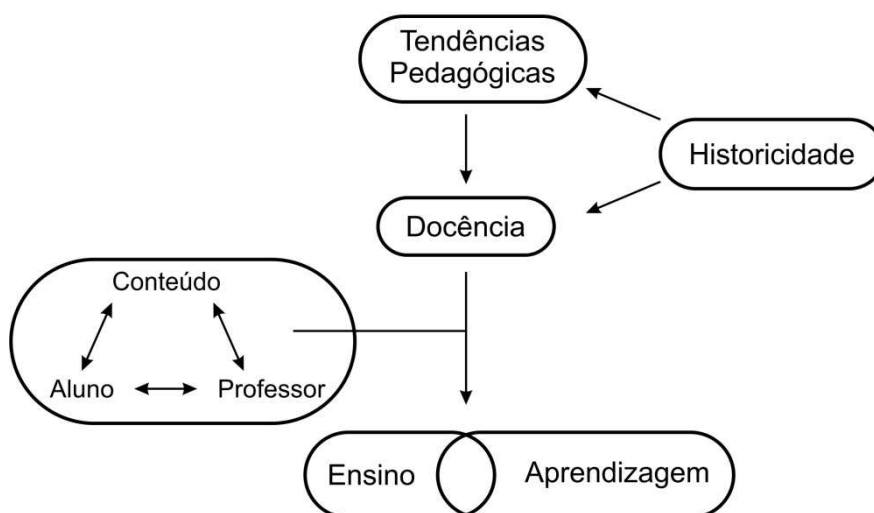 Tendências
Pedagógicas
Historicidade
Docência
Conteúdo
Aluno
Professor
Ensino
Aprendizagem